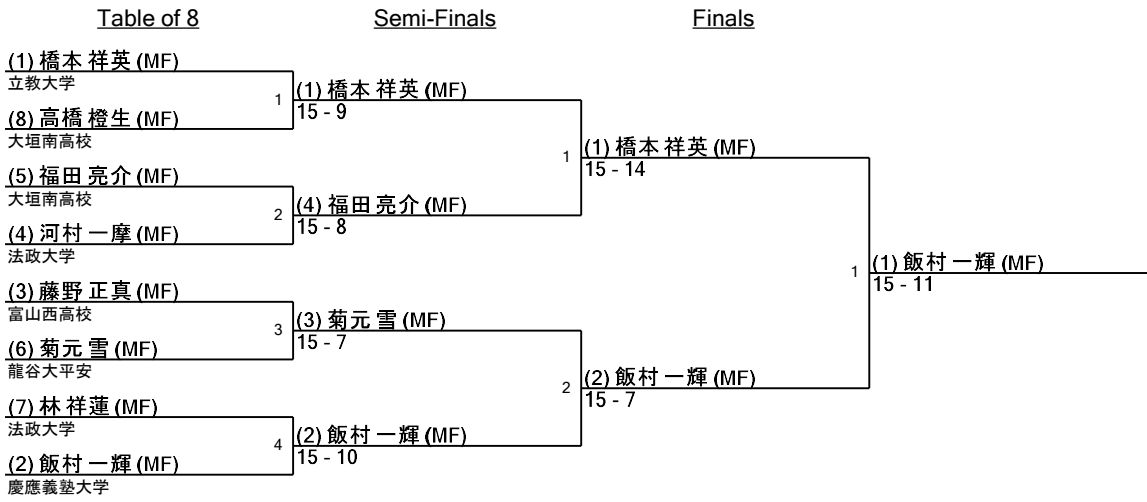 Table of 8
Semi-Finals
Finals
(1) 橋本 祥英 (MF)
立教大学
(8) 高橋 橙生 (MF)
大垣南高校
(5) 福田 亮介 (MF)
大垣南高校
(4) 河村 一摩 (MF)
法政大学
(3) 藤野 正真 (MF)
富山西高校
(6) 菊元 雪 (MF)
龍谷大平安
(7) 林 祥蓮 (MF)
法政大学
(2) 飯村 一輝 (MF)
慶應義塾大学
1
(1) 橋本 祥英 (MF)
15 - 9
2
(4) 福田 亮介 (MF)
15 - 8
3
(3) 菊元 雪 (MF)
15 - 7
4
(2) 飯村 一輝 (MF)
15 - 10
1
(1) 橋本 祥英 (MF)
15 - 14
2
(2) 飯村 一輝 (MF)
15 - 7
1
(1) 飯村 一輝 (MF)
15 - 11